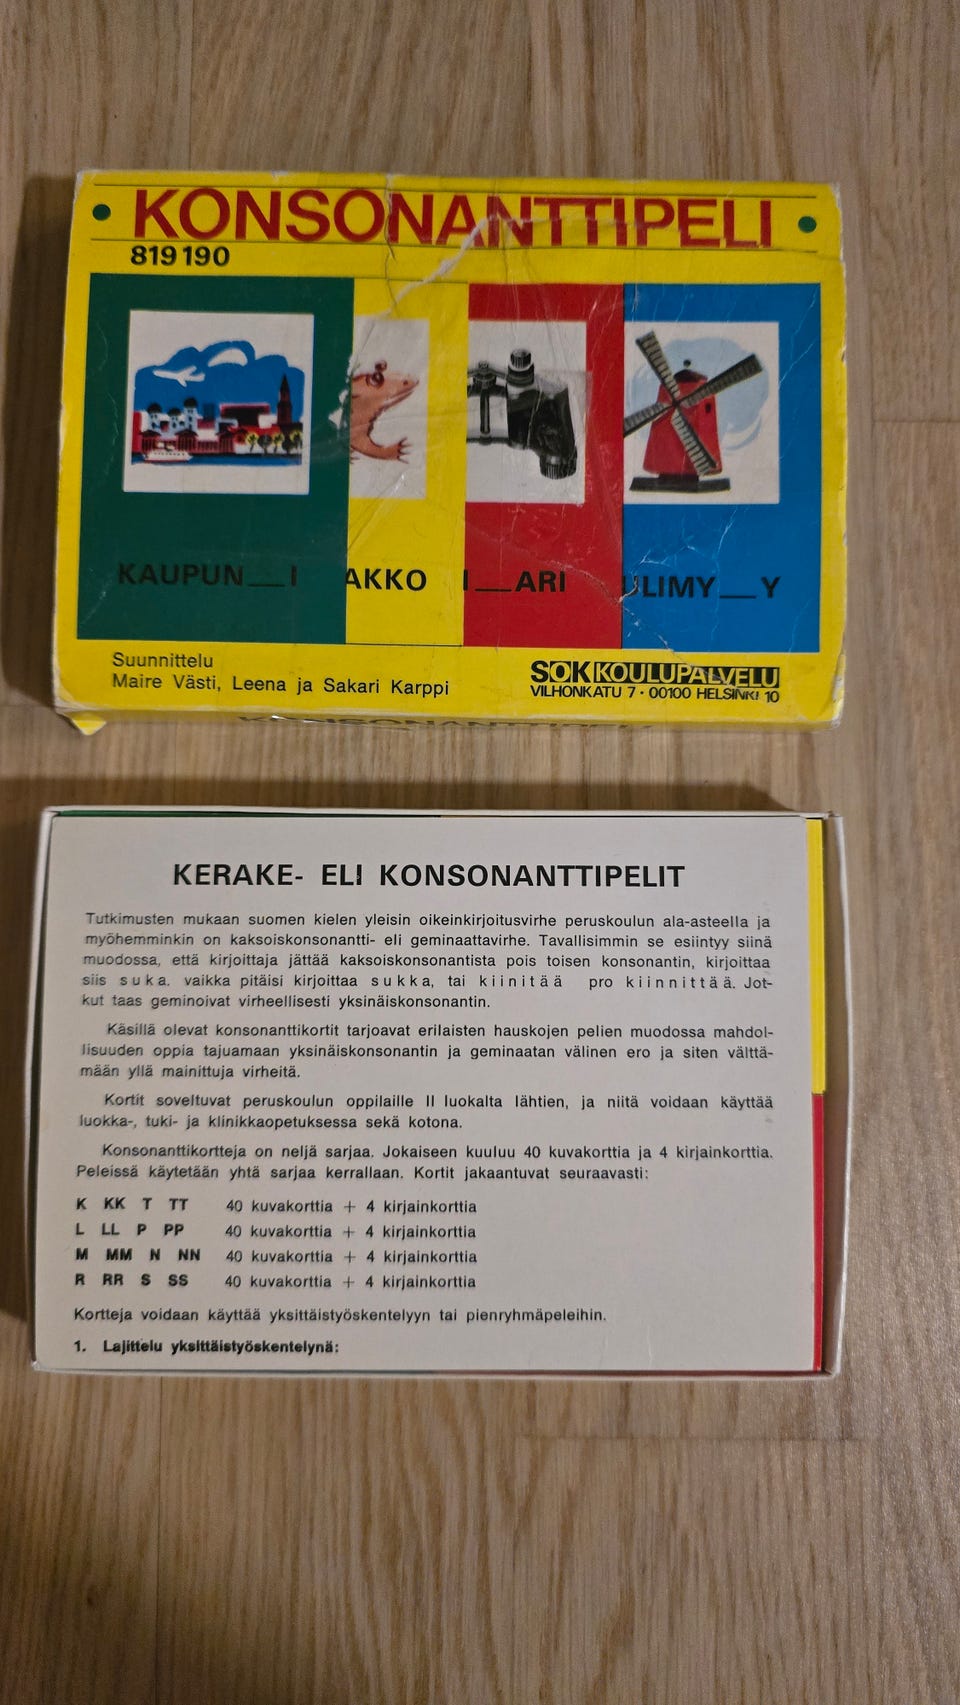 • KONSONANTTIPELI •
819 190
KAUPUN__I
AKKO
I__ARI
ULIMY__Y
Suunnittelu
Maire Västi, Leena ja Sakari Karppi
SOK KOULUPALVELU
VILHONKATU 7 · 00100 HELSINKI 10
KONSONANTTIPELI
KERAKE- ELI KONSONANTTIPELIT
Tutkimusten mukaan suomen kielen yleisin oikeinkirjoitusvirhe peruskoulun ala-asteella ja
myöhemminkin on kaksoiskonsonantti- eli geminaattavirhe. Tavallisimmin se esiintyy siinä
muodossa, että kirjoittaja jättää kaksoiskonsonantista pois toisen konsonantin, kirjoittaa
siis s u k a. vaikka pitäisi kirjoittaa s u k k a, tai k i i n i t ä ä pro k i i n n i t t ä ä. Jot-
kut taas geminoivat virheellisesti yksinäiskonsonantin.
Käsillä olevat konsonanttikortit tarjoavat erilaisten hauskojen pelien muodossa mahdol-
lisuuden oppia tajuamaan yksinäiskonsonantin ja geminaatan välinen ero ja siten välttä-
mään yllä mainittuja virheitä.
Kortit soveltuvat peruskoulun oppilaille II luokalta lähtien, ja niitä voidaan käyttää
luokka-, tuki- ja klinikkaopetuksessa sekä kotona.
Konsonanttikortteja on neljä sarjaa. Jokaiseen kuuluu 40 kuvakorttia ja 4 kirjainkorttia.
Peleissä käytetään yhtä sarjaa kerrallaan. Kortit jakaantuvat seuraavasti:
K KK T TT 40 kuvakorttia + 4 kirjainkorttia
L LL P PP 40 kuvakorttia + 4 kirjainkorttia
M MM N NN 40 kuvakorttia + 4 kirjainkorttia
R RR S SS 40 kuvakorttia + 4 kirjainkorttia
Kortteja voidaan käyttää yksittäistyöskentelyyn tai pienryhmäpeleihin.
1. Lajittelu yksittäistyöskentelynä: